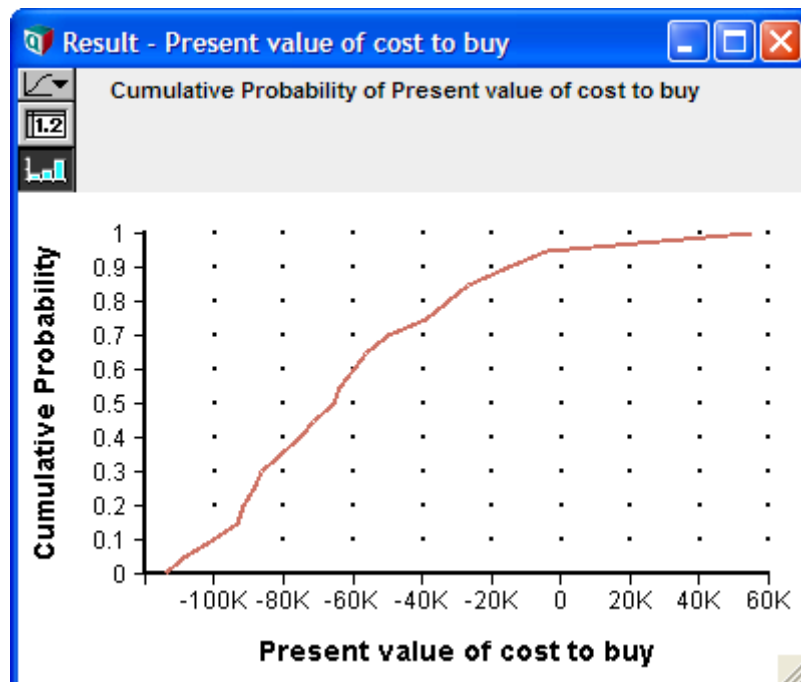 Result - Present value of cost to buy
Cumulative Probability of Present value of cost to buy
1.2
Cumulative Probability
1
0.9
0.8
0.7
0.6
0.5
0.4
0.3
0.2
0.1
0
-100K -80K -60K -40K -20K 0 20K 40K 60K
Present value of cost to buy